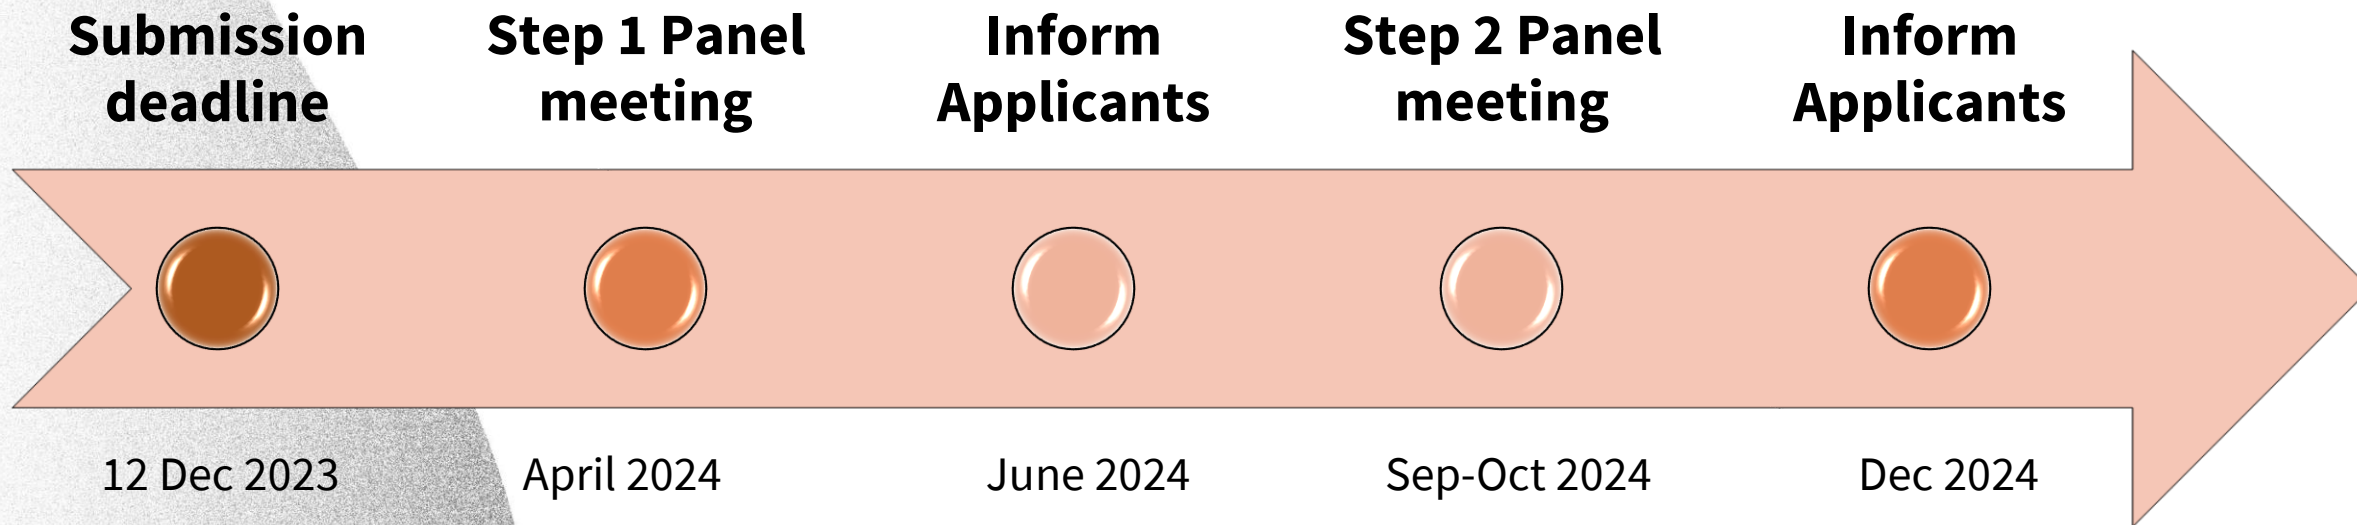 Submission
deadline
Step 1 Panel
meeting
Inform
Applicants
Step 2 Panel
meeting
Inform
Applicants
12 Dec 2023
April 2024
June 2024
Sep-Oct 2024
Dec 2024